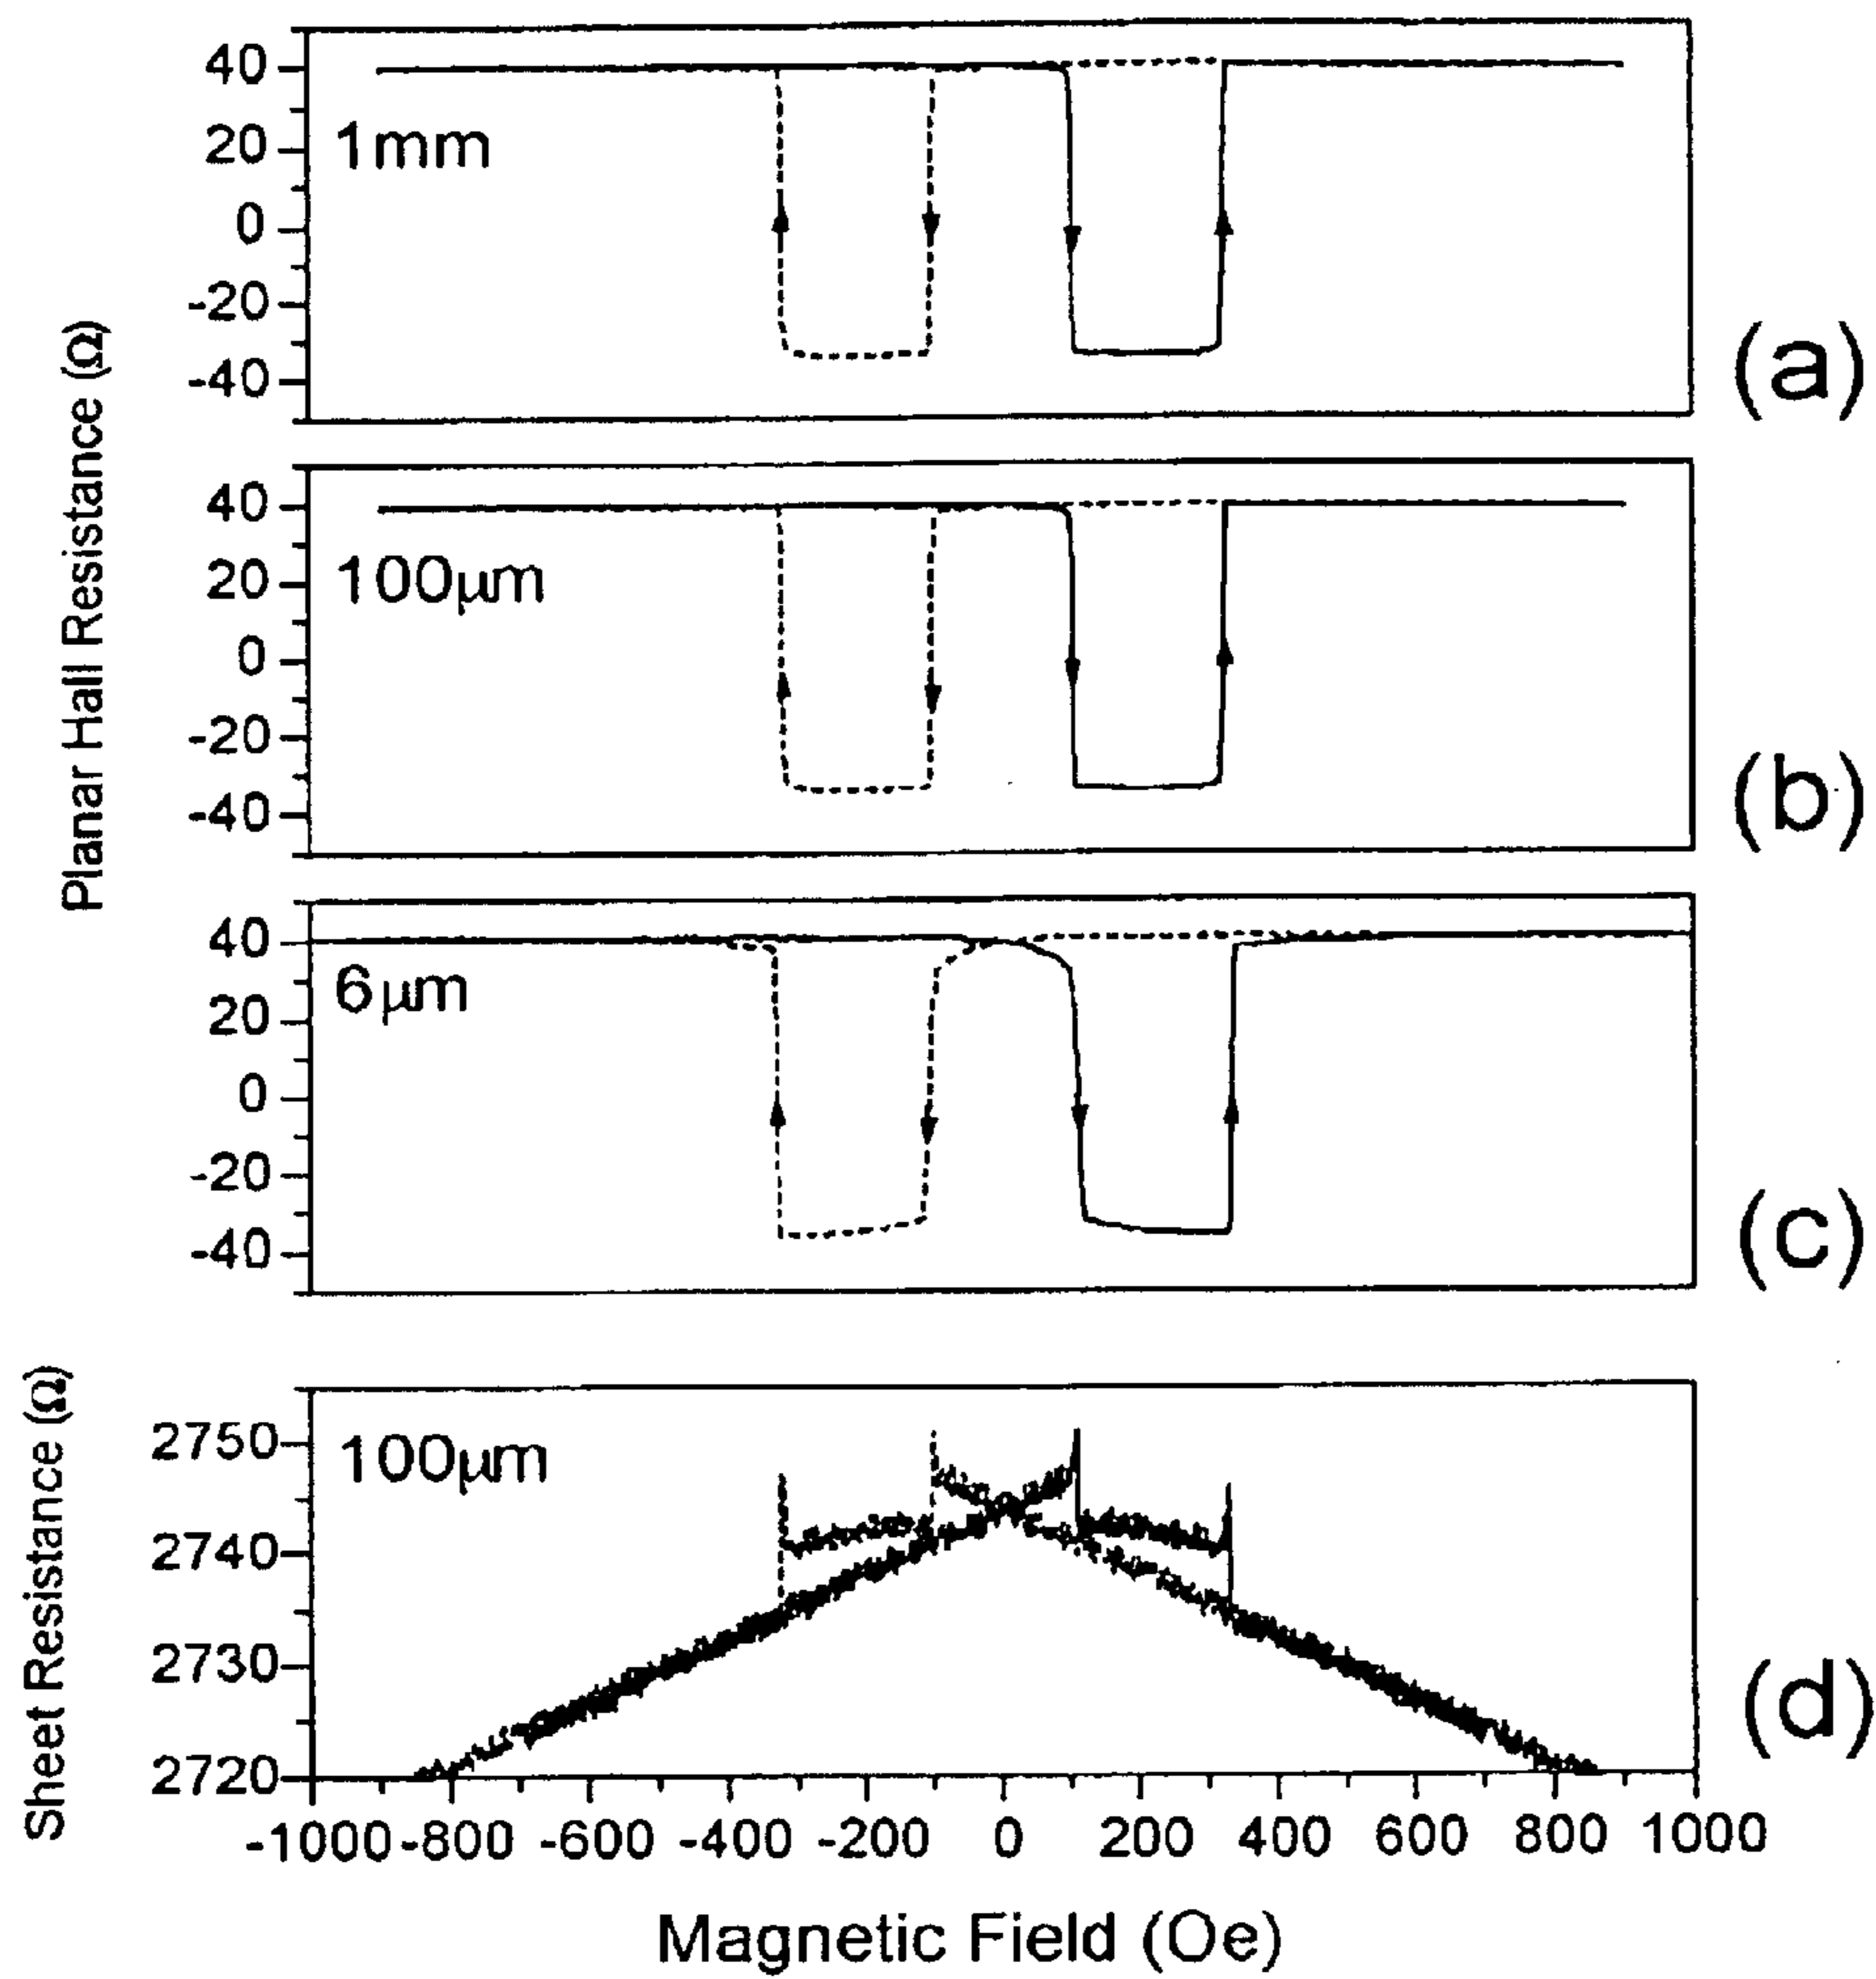 Planar Hall Resistance (Ω)
40
20
0
-20
-40
1mm
(a)
40
20
0
-20
-40
100μm
(b)
40
20
0
-20
-40
6μm
(c)
Sheet Resistance (Ω)
2750
2740
2730
2720
100μm
(d)
-1000 -800 -600 -400 -200 0 200 400 600 800 1000
Magnetic Field (Oe)